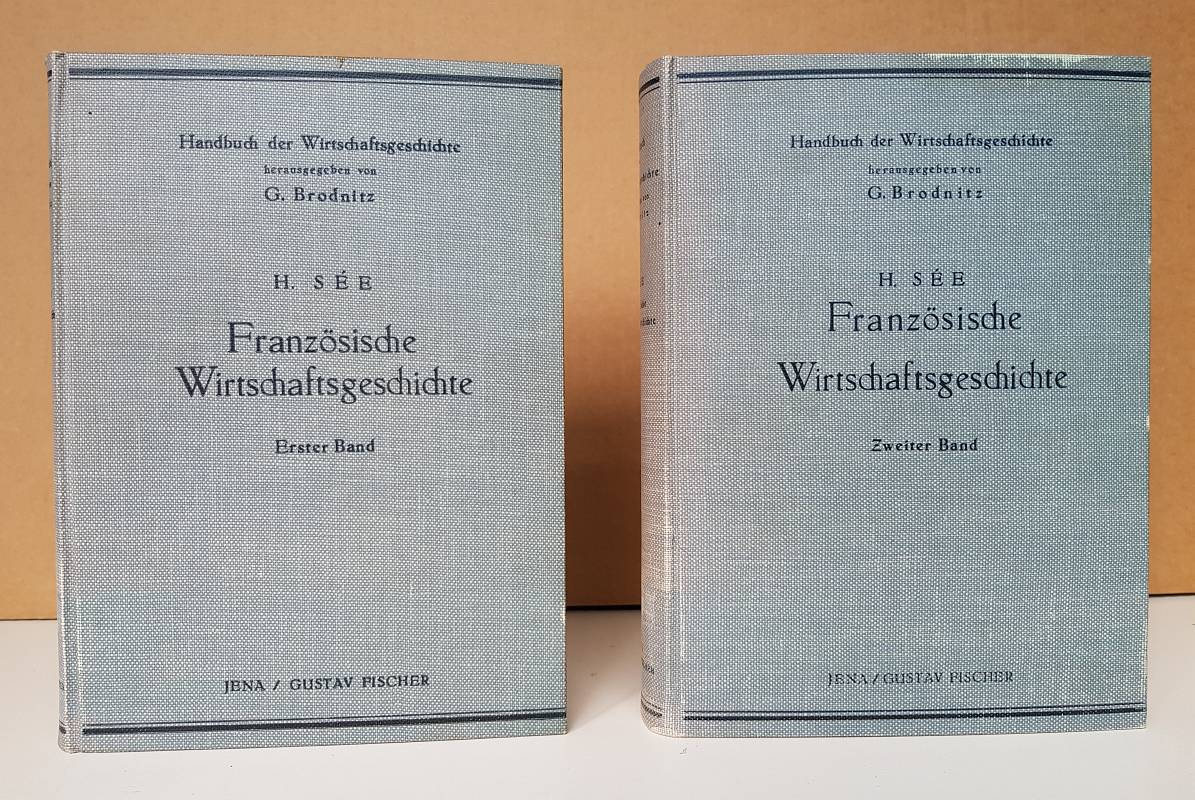 Handbuch der Wirtschaftsgeschichte
herausgegeben von
G. Brodnitz
H. SÉE
Französische
Wirtschaftsgeschichte
Erster Band
JENA / GUSTAV FISCHER
Handbuch der Wirtschaftsgeschichte
herausgegeben von
G. Brodnitz
H. SÉE
Französische
Wirtschaftsgeschichte
Zweiter Band
JENA / GUSTAV FISCHER